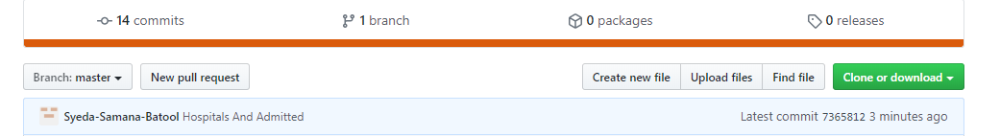 14 commits 1 branch 0 packages 0 releases
Branch: master New pull request Create new file Upload files Find file Clone or download
Syeda-Samana-Batool Hospitals And Admitted Latest commit 7365812 3 minutes ago